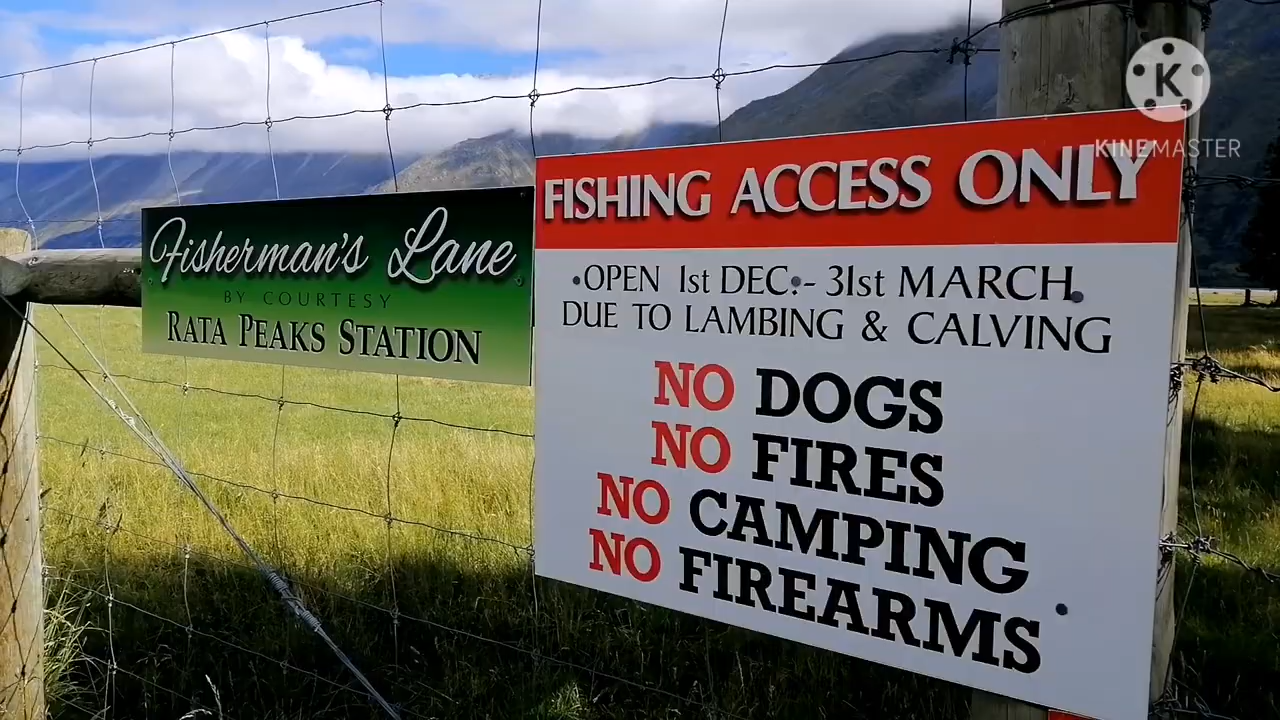 Fisherman's Lane
BY COURTESY
RATA PEAKS STATION
FISHING ACCESS ONLY
•OPEN 1st DEC.- 31st MARCH.
DUE TO LAMBING & CALVING
NO DOGS
NO FIRES
NO CAMPING
NO FIREARMS
K
KINEMASTER